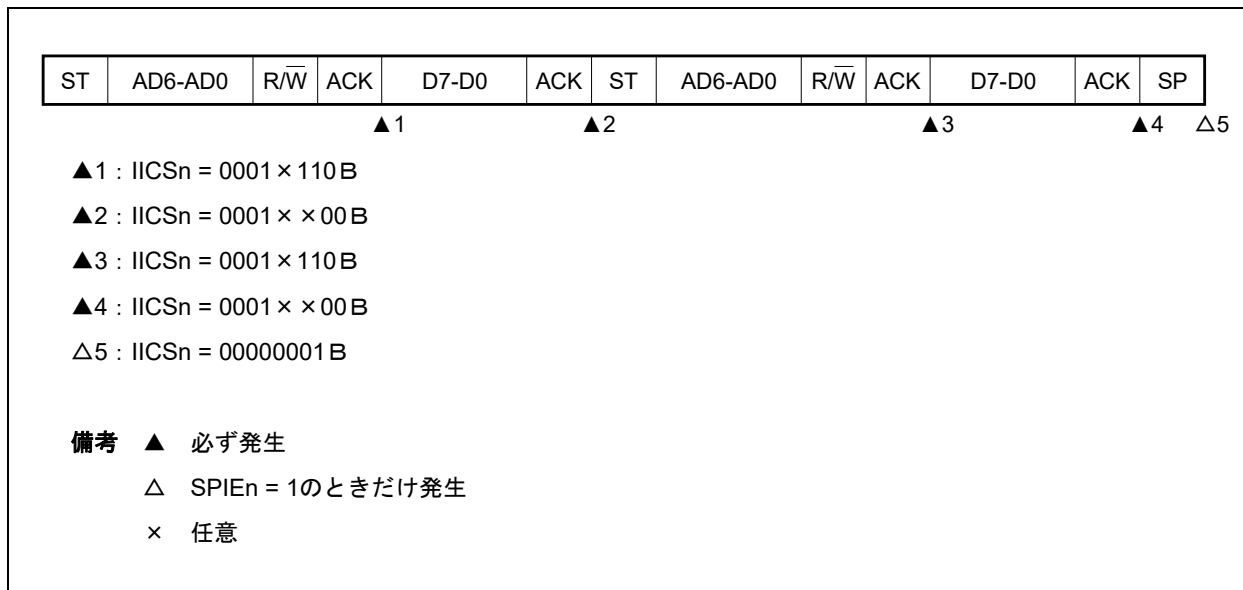 ST AD6-AD0 R/W̅ ACK D7-D0 ACK ST AD6-AD0 R/W̅ ACK D7-D0 ACK SP
▲1 ▲2 ▲3 ▲4 △5
▲1：IICSn = 0001×110B
▲2：IICSn = 0001××00B
▲3：IICSn = 0001×110B
▲4：IICSn = 0001××00B
△5：IICSn = 00000001B
備考 ▲ 必ず発生
△ SPIEn = 1のときだけ発生
× 任意